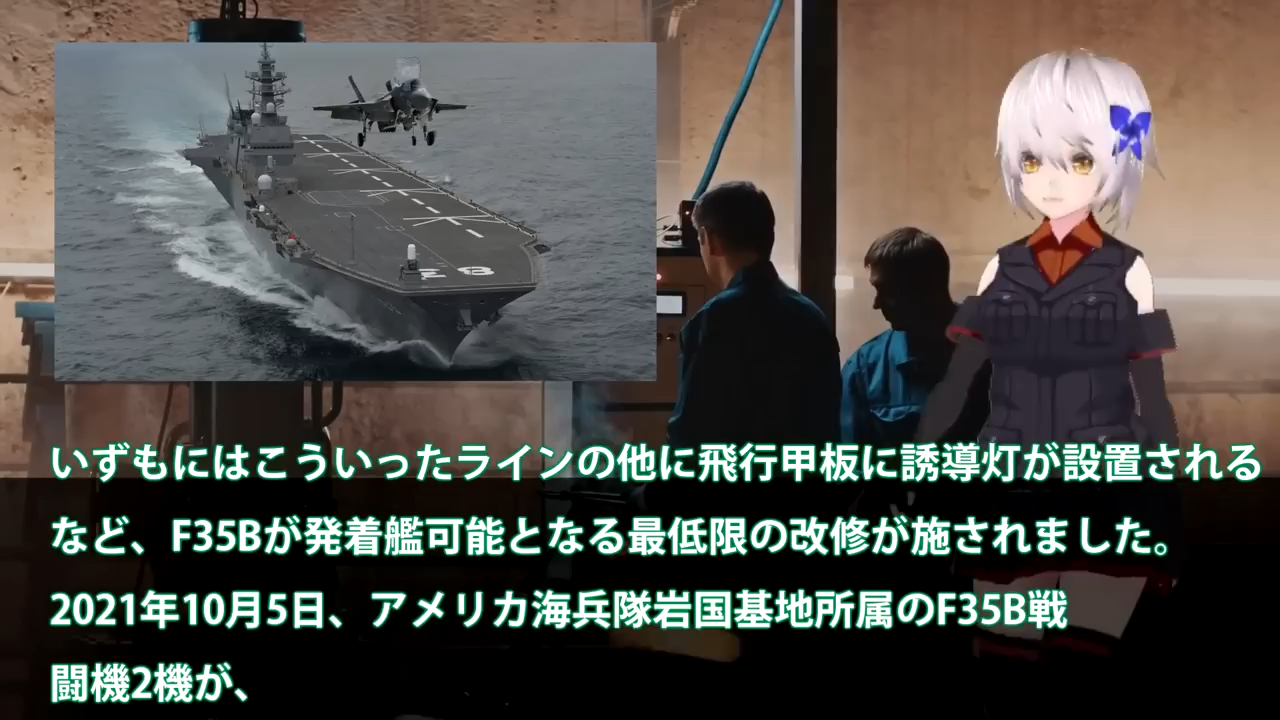 いずもにはこういったラインの他に飛行甲板に誘導灯が設置される
など、F35Bが発着艦可能となる最低限の改修が施されました。
2021年10月5日、アメリカ海兵隊岩国基地所属のF35B戦
闘機2機が、